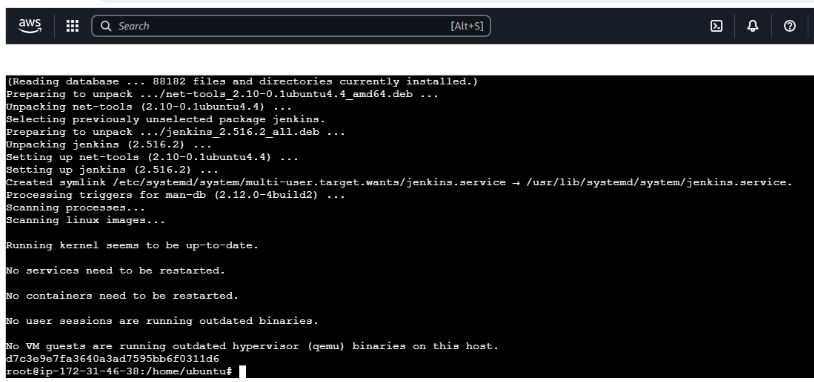 aws
Search [Alt+S]
(Reading database ... 88182 files and directories currently installed.)
Preparing to unpack .../net-tools_2.10-0.1ubuntu4.4_amd64.deb ...
Unpacking net-tools (2.10-0.1ubuntu4.4) ...
Selecting previously unselected package jenkins.
Preparing to unpack .../jenkins_2.516.2_all.deb ...
Unpacking jenkins (2.516.2) ...
Setting up net-tools (2.10-0.1ubuntu4.4) ...
Setting up jenkins (2.516.2) ...
Created symlink /etc/systemd/system/multi-user.target.wants/jenkins.service → /usr/lib/systemd/system/jenkins.service.
Processing triggers for man-db (2.12.0-4build2) ...
Scanning processes...
Scanning linux images...
Running kernel seems to be up-to-date.
No services need to be restarted.
No containers need to be restarted.
No user sessions are running outdated binaries.
No VM guests are running outdated hypervisor (qemu) binaries on this host.
d7c3e9e7fa3640a3ad7595bb6f0311d6
root@ip-172-31-46-38:/home/ubuntu#